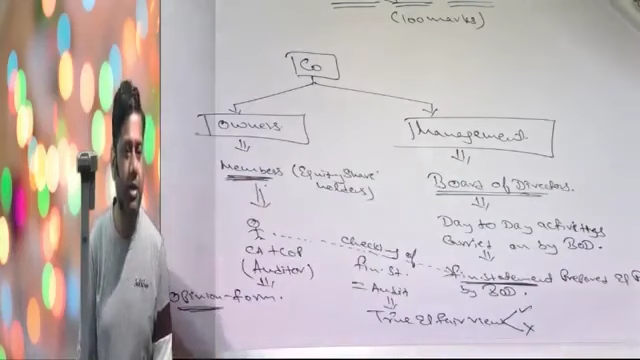 (100 marks)
Co
Owners
Management
Members (Equity share
holders)
Board of Directors.
Day to Day activities
carried on by BOD.
CA + COP
(Auditor)
Opinion form.
checking of
fin. st.
= Audit
True & fair view
fin. statement Prepared
by BOD.